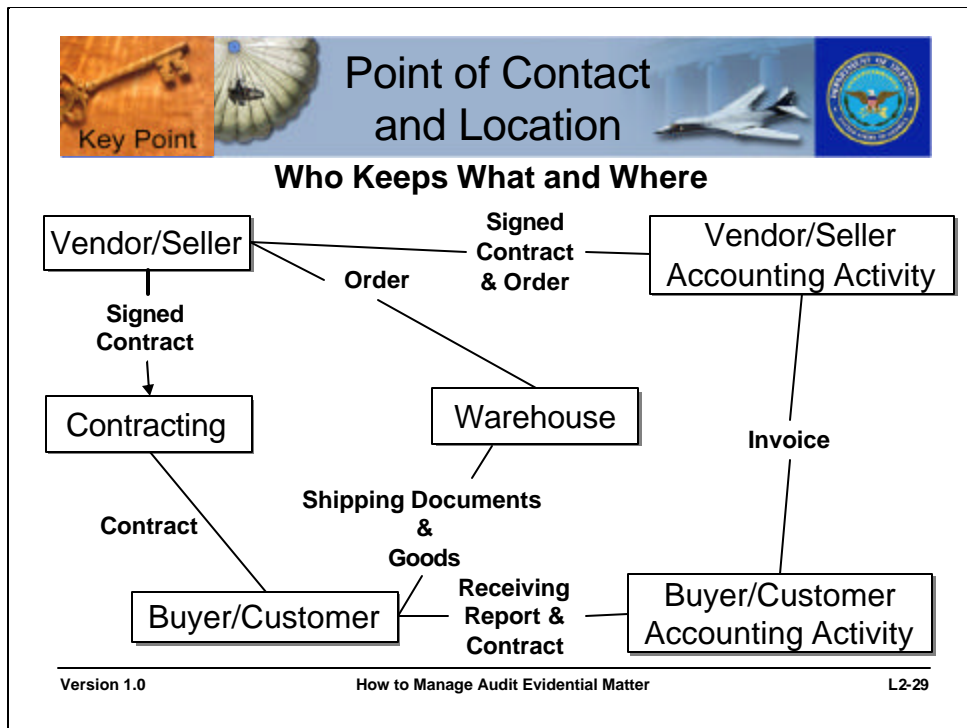 Key Point
Point of Contact
and Location
Who Keeps What and Where
Vendor/Seller
Signed
Contract
& Order
Vendor/Seller
Accounting Activity
Order
Signed
Contract
Contracting
Warehouse
Invoice
Contract
Shipping Documents
&
Goods
Buyer/Customer
Receiving
Report &
Contract
Buyer/Customer
Accounting Activity
Version 1.0
How to Manage Audit Evidential Matter
L2-29